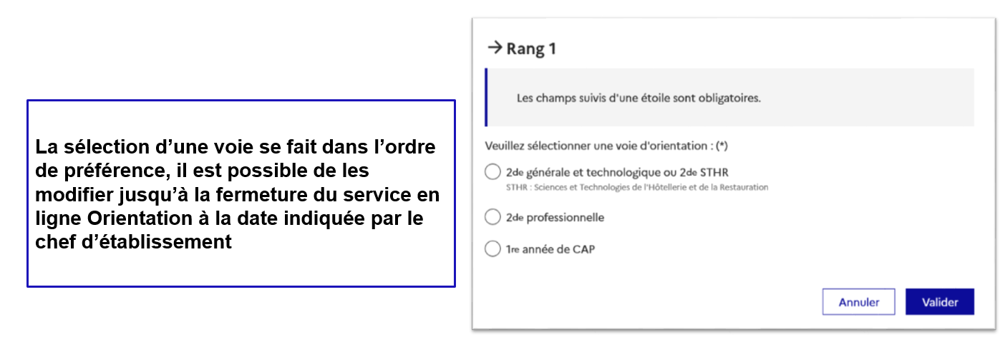 La sélection d’une voie se fait dans l’ordre
de préférence, il est possible de les
modifier jusqu’à la fermeture du service en
ligne Orientation à la date indiquée par le
chef d’établissement
→ Rang 1
Les champs suivis d'une étoile sont obligatoires.
Veuillez sélectionner une voie d'orientation : (*)
2de générale et technologique ou 2de STHR
STHR : Sciences et Technologies de l'Hôtellerie et de la Restauration
2de professionnelle
1re année de CAP
Annuler
Valider